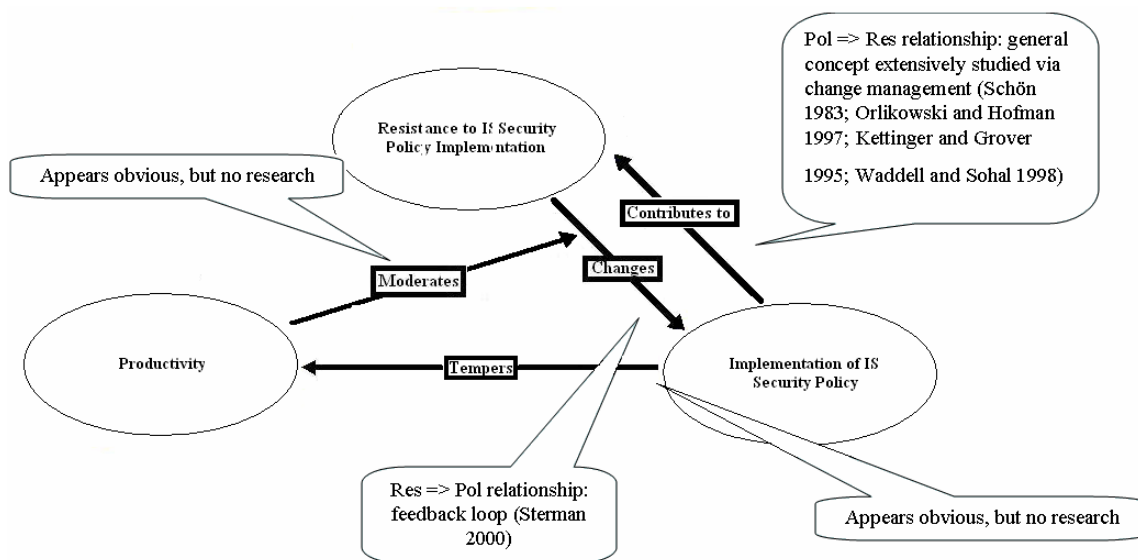 Pol => Res relationship: general
concept extensively studied via
change management (Schön
1983; Orlikowski and Hofman
1997; Kettinger and Grover
1995; Waddell and Sohal 1998)
Resistance to IS Security
Policy Implementation
Appears obvious, but no research
Contributes to
Changes
Moderates
Productivity
Tempers
Implementation of IS
Security Policy
Res => Pol relationship:
feedback loop (Sterman
2000)
Appears obvious, but no research